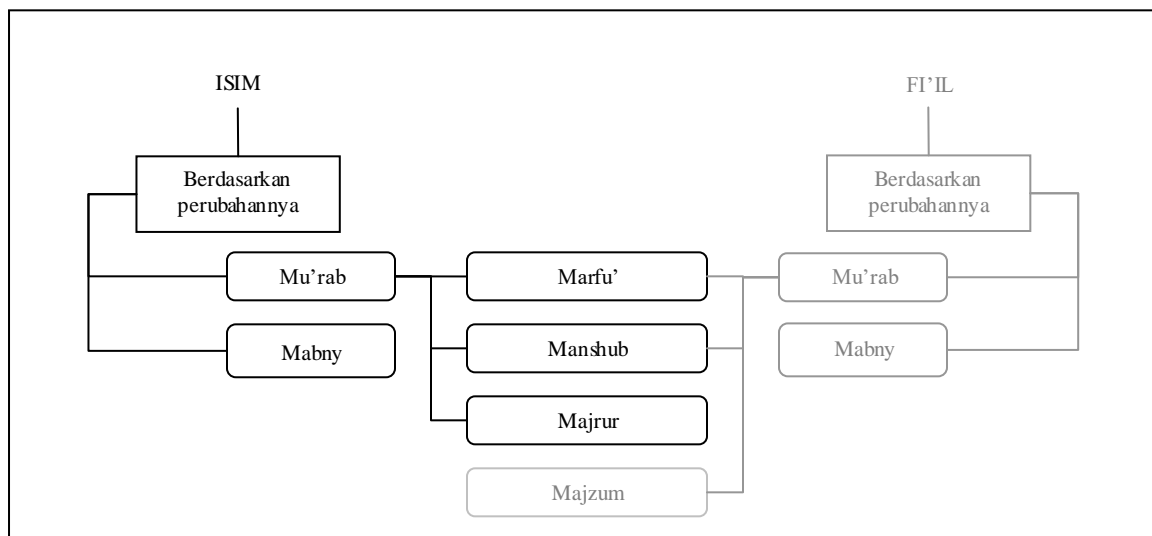 ISIM
FI’IL
Berdasarkan
perubahannya
Berdasarkan
perubahannya
Mu’rab
Marfu’
Mu’rab
Mabny
Manshub
Mabny
Majrur
Majzum